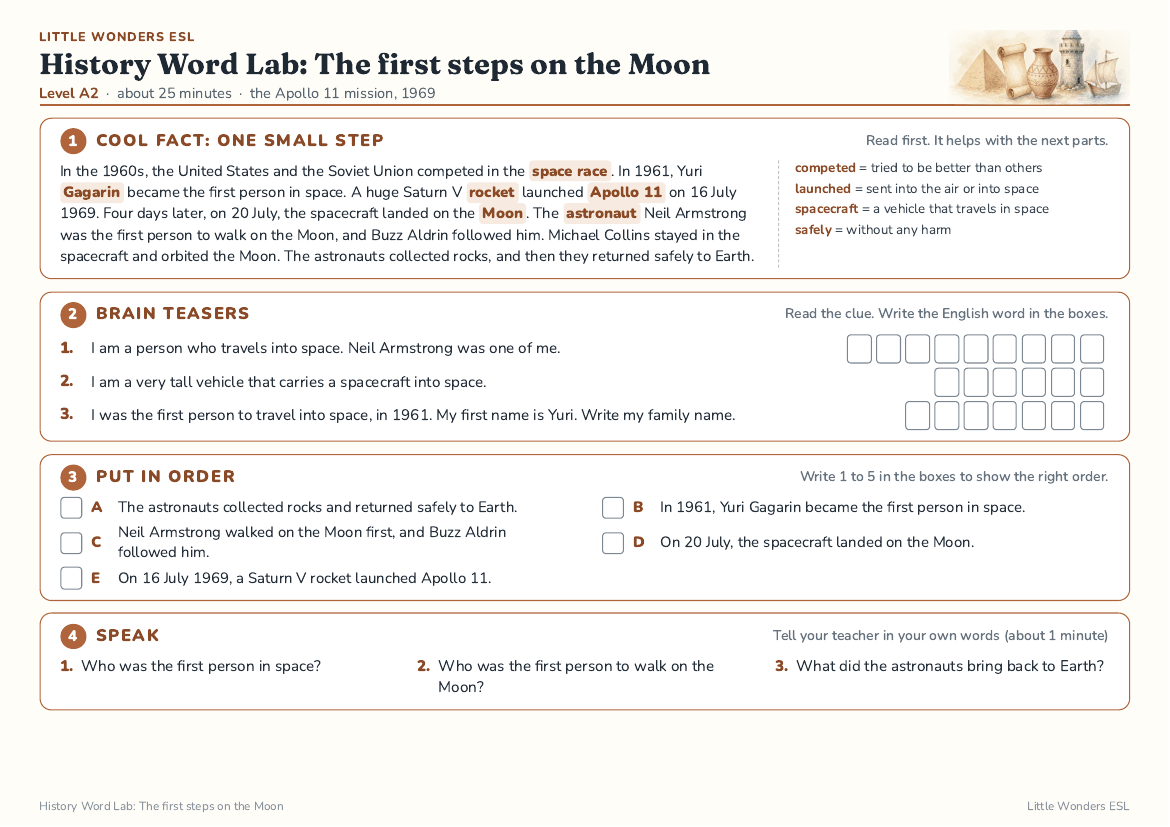 LITTLE WONDERS ESL
History Word Lab: The first steps on the Moon
Level A2 · about 25 minutes · the Apollo 11 mission, 1969
1 COOL FACT: ONE SMALL STEP
Read first. It helps with the next parts.
In the 1960s, the United States and the Soviet Union competed in the space race. In 1961, Yuri
Gagarin became the first person in space. A huge Saturn V rocket launched Apollo 11 on 16 July
1969. Four days later, on 20 July, the spacecraft landed on the Moon. The astronaut Neil Armstrong
was the first person to walk on the Moon, and Buzz Aldrin followed him. Michael Collins stayed in the
spacecraft and orbited the Moon. The astronauts collected rocks, and then they returned safely to Earth.
competed = tried to be better than others
launched = sent into the air or into space
spacecraft = a vehicle that travels in space
safely = without any harm
2 BRAIN TEASERS
Read the clue. Write the English word in the boxes.
1. I am a person who travels into space. Neil Armstrong was one of me.
2. I am a very tall vehicle that carries a spacecraft into space.
3. I was the first person to travel into space, in 1961. My first name is Yuri. Write my family name.
3 PUT IN ORDER
Write 1 to 5 in the boxes to show the right order.
A The astronauts collected rocks and returned safely to Earth.
B In 1961, Yuri Gagarin became the first person in space.
C Neil Armstrong walked on the Moon first, and Buzz Aldrin
followed him.
D On 20 July, the spacecraft landed on the Moon.
E On 16 July 1969, a Saturn V rocket launched Apollo 11.
4 SPEAK
Tell your teacher in your own words (about 1 minute)
1. Who was the first person in space?
2. Who was the first person to walk on the
Moon?
3. What did the astronauts bring back to Earth?
History Word Lab: The first steps on the Moon
Little Wonders ESL